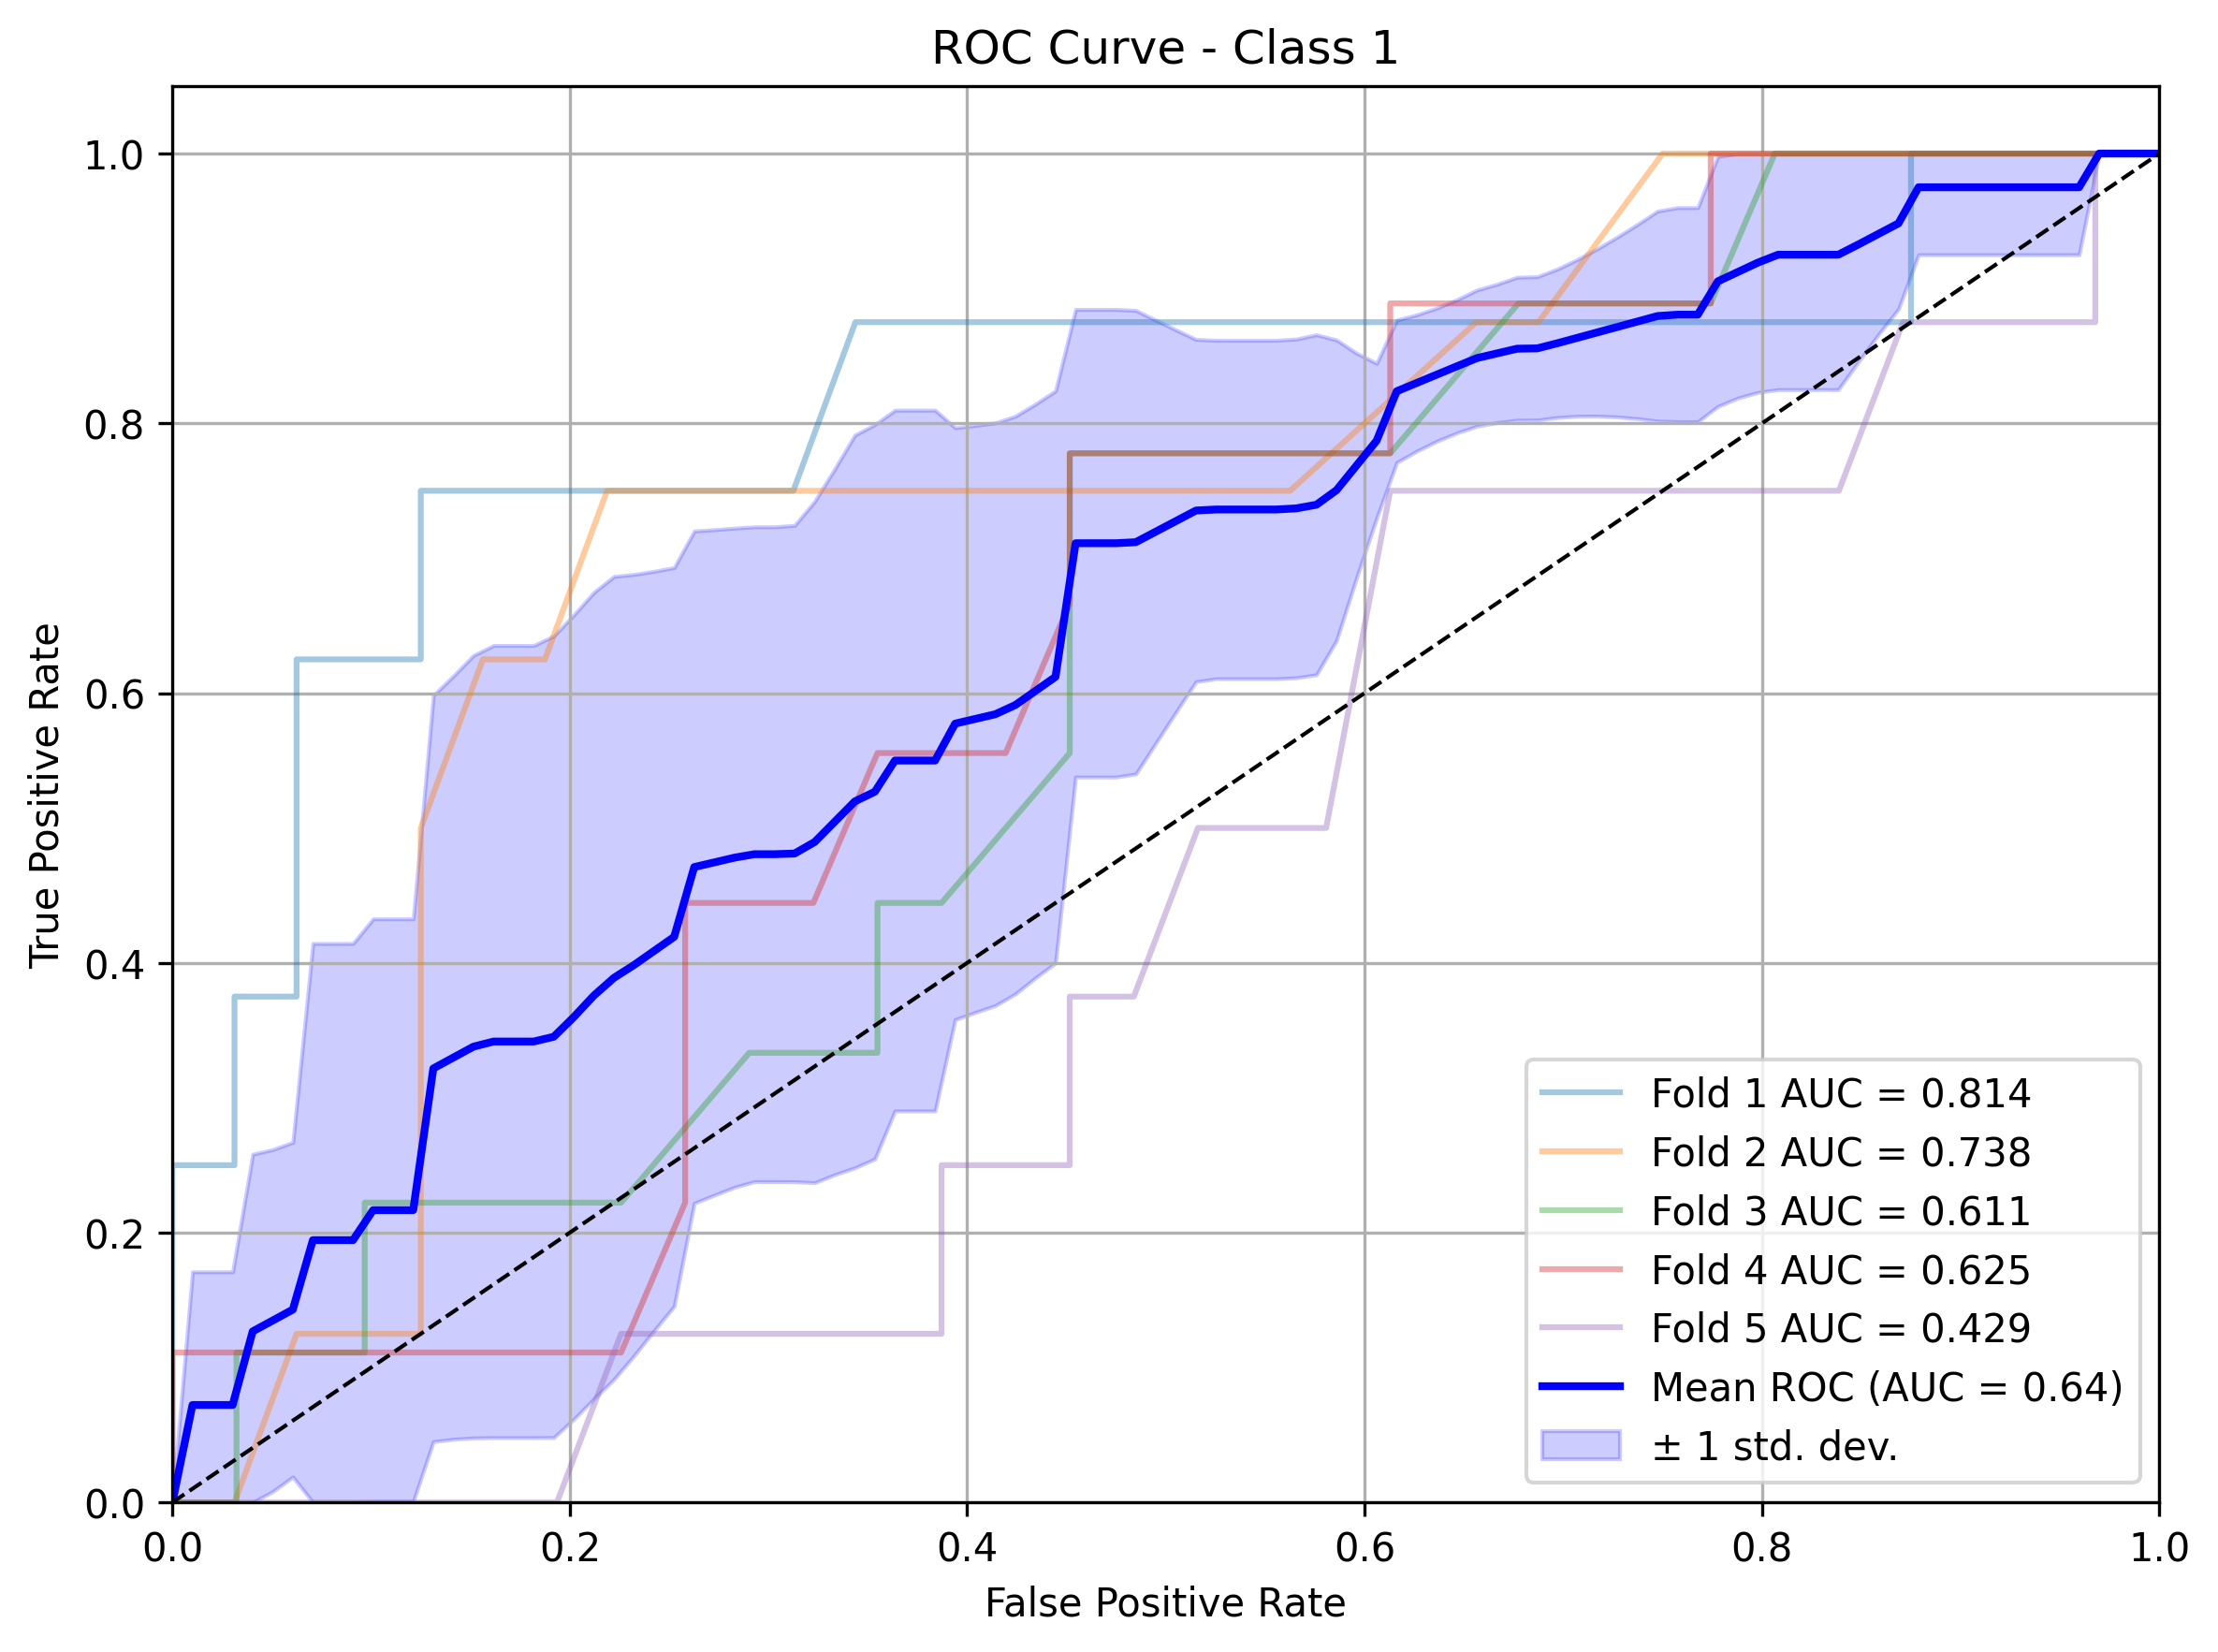 ROC Curve - Class 1
True Positive Rate
1.0
0.8
0.6
0.4
0.2
0.0
0.0 0.2 0.4 0.6 0.8 1.0
False Positive Rate
Fold 1 AUC = 0.814
Fold 2 AUC = 0.738
Fold 3 AUC = 0.611
Fold 4 AUC = 0.625
Fold 5 AUC = 0.429
Mean ROC (AUC = 0.64)
± 1 std. dev.